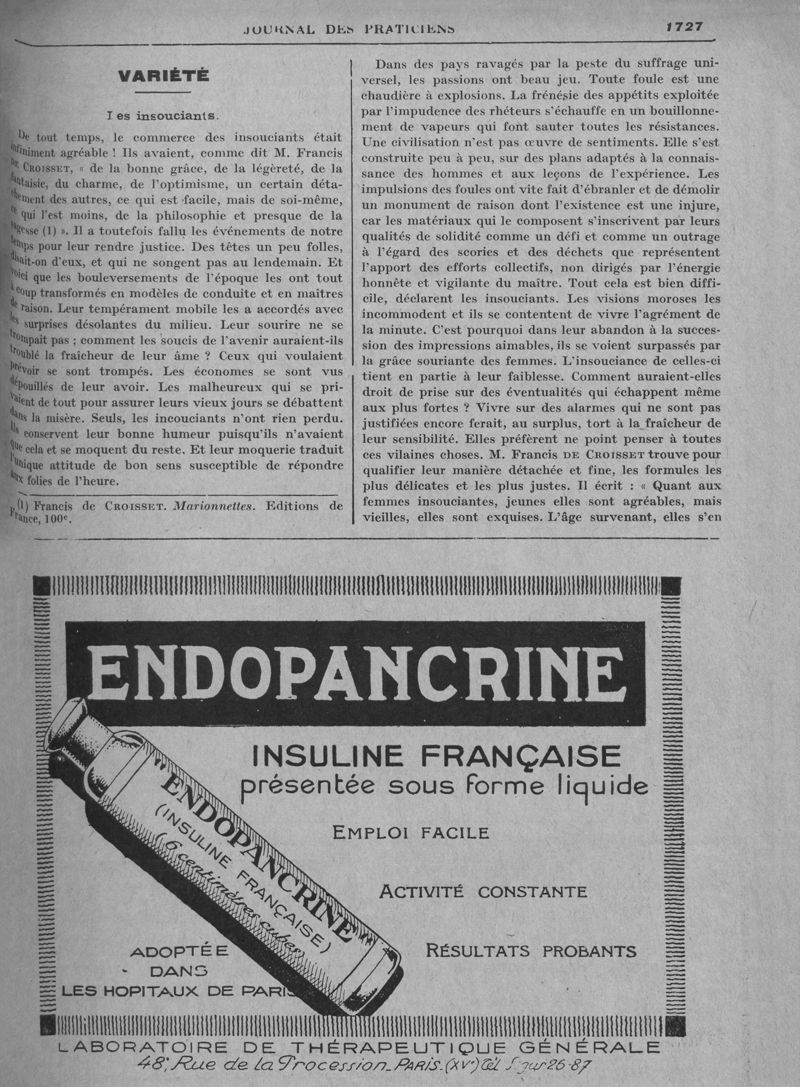 JOURNAL DES PRATICIENS
1727
VARIÉTÉ
Les insouciants.
De tout temps, le commerce des insouciants était
infiniment agréable ! Ils avaient, comme dit M. Francis
DE CROISSET, « de la bonne grâce, de la légèreté, de la
fantaisie, du charme, de l'optimisme, un certain déta-
chement des autres, ce qui est facile, mais de soi-même,
ce qui l'est moins, de la philosophie et presque de la
sagesse (1) ». Il a toutefois fallu les événements de notre
temps pour leur rendre justice. Des têtes un peu folles,
disait-on d'eux, et qui ne songent pas au lendemain. Et
voici que les bouleversements de l'époque les ont tout
à coup transformés en modèles de conduite et en maîtres
de raison. Leur tempérament mobile les a accordés avec
les surprises désolantes du milieu. Leur sourire ne se
trompait pas ; comment les soucis de l'avenir auraient-ils
troublé la fraîcheur de leur âme ? Ceux qui voulaient
prévoir se sont trompés. Les économes se sont vus
dépouillés de leur avoir. Les malheureux qui se pri-
vaient de tout pour assurer leurs vieux jours se débattent
dans la misère. Seuls, les incouciants n'ont rien perdu.
Ils conservent leur bonne humeur puisqu'ils n'avaient
que cela et se moquent du reste. Et leur moquerie traduit
l'unique attitude de bon sens susceptible de répondre
aux folies de l'heure.
(1) Francis de CROISSET. Marionnettes. Editions de
France, 100e.
Dans des pays ravagés par la peste du suffrage uni-
versel, les passions ont beau jeu. Toute foule est une
chaudière à explosions. La frénésie des appétits exploitée
par l'impudence des rhéteurs s'échauffe en un bouillonne-
ment de vapeurs qui font sauter toutes les résistances.
Une civilisation n'est pas œuvre de sentiments. Elle s'est
construite peu à peu, sur des plans adaptés à la connais-
sance des hommes et aux leçons de l'expérience. Les
impulsions des foules ont vite fait d'ébranler et de démolir
un monument de raison dont l'existence est une injure,
car les matériaux qui le composent s'inscrivent par leurs
qualités de solidité comme un défi et comme un outrage
à l'égard des scories et des déchets que représentent
l'apport des efforts collectifs, non dirigés par l'énergie
honnête et vigilante du maître. Tout cela est bien diffi-
cile, déclarent les insouciants. Les visions moroses les
incommodent et ils se contentent de vivre l'agrément de
la minute. C'est pourquoi dans leur abandon à la succes-
sion des impressions aimables, ils se voient surpassés par
la grâce souriante des femmes. L'insouciance de celles-ci
tient en partie à leur faiblesse. Comment auraient-elles
droit de prise sur des éventualités qui échappent même
aux plus fortes ? Vivre sur des alarmes qui ne sont pas
justifiées encore ferait, au surplus, tort à la fraîcheur de
leur sensibilité. Elles préfèrent ne point penser à toutes
ces vilaines choses. M. Francis DE CROISSET trouve pour
qualifier leur manière détachée et fine, les formules les
plus délicates et les plus justes. Il écrit : « Quant aux
femmes insouciantes, jeunes elles sont agréables, mais
vieilles, elles sont exquises. L'âge survenant, elles s'en
ENDOPANCRINE
INSULINE FRANÇAISE
présentée sous forme liquide
EMPLOI FACILE
ACTIVITÉ CONSTANTE
RÉSULTATS PROBANTS
"ENDOPANCRINE"
(INSULINE FRANÇAISE)
(6 centimètres cubes)
ADOPTÉE
DANS
LES HOPITAUX DE PARIS
LABORATOIRE DE THÉRAPEUTIQUE GÉNÉRALE
48, Rue de la Procession_PARIS.(XVe) Tél Ségur 26-87